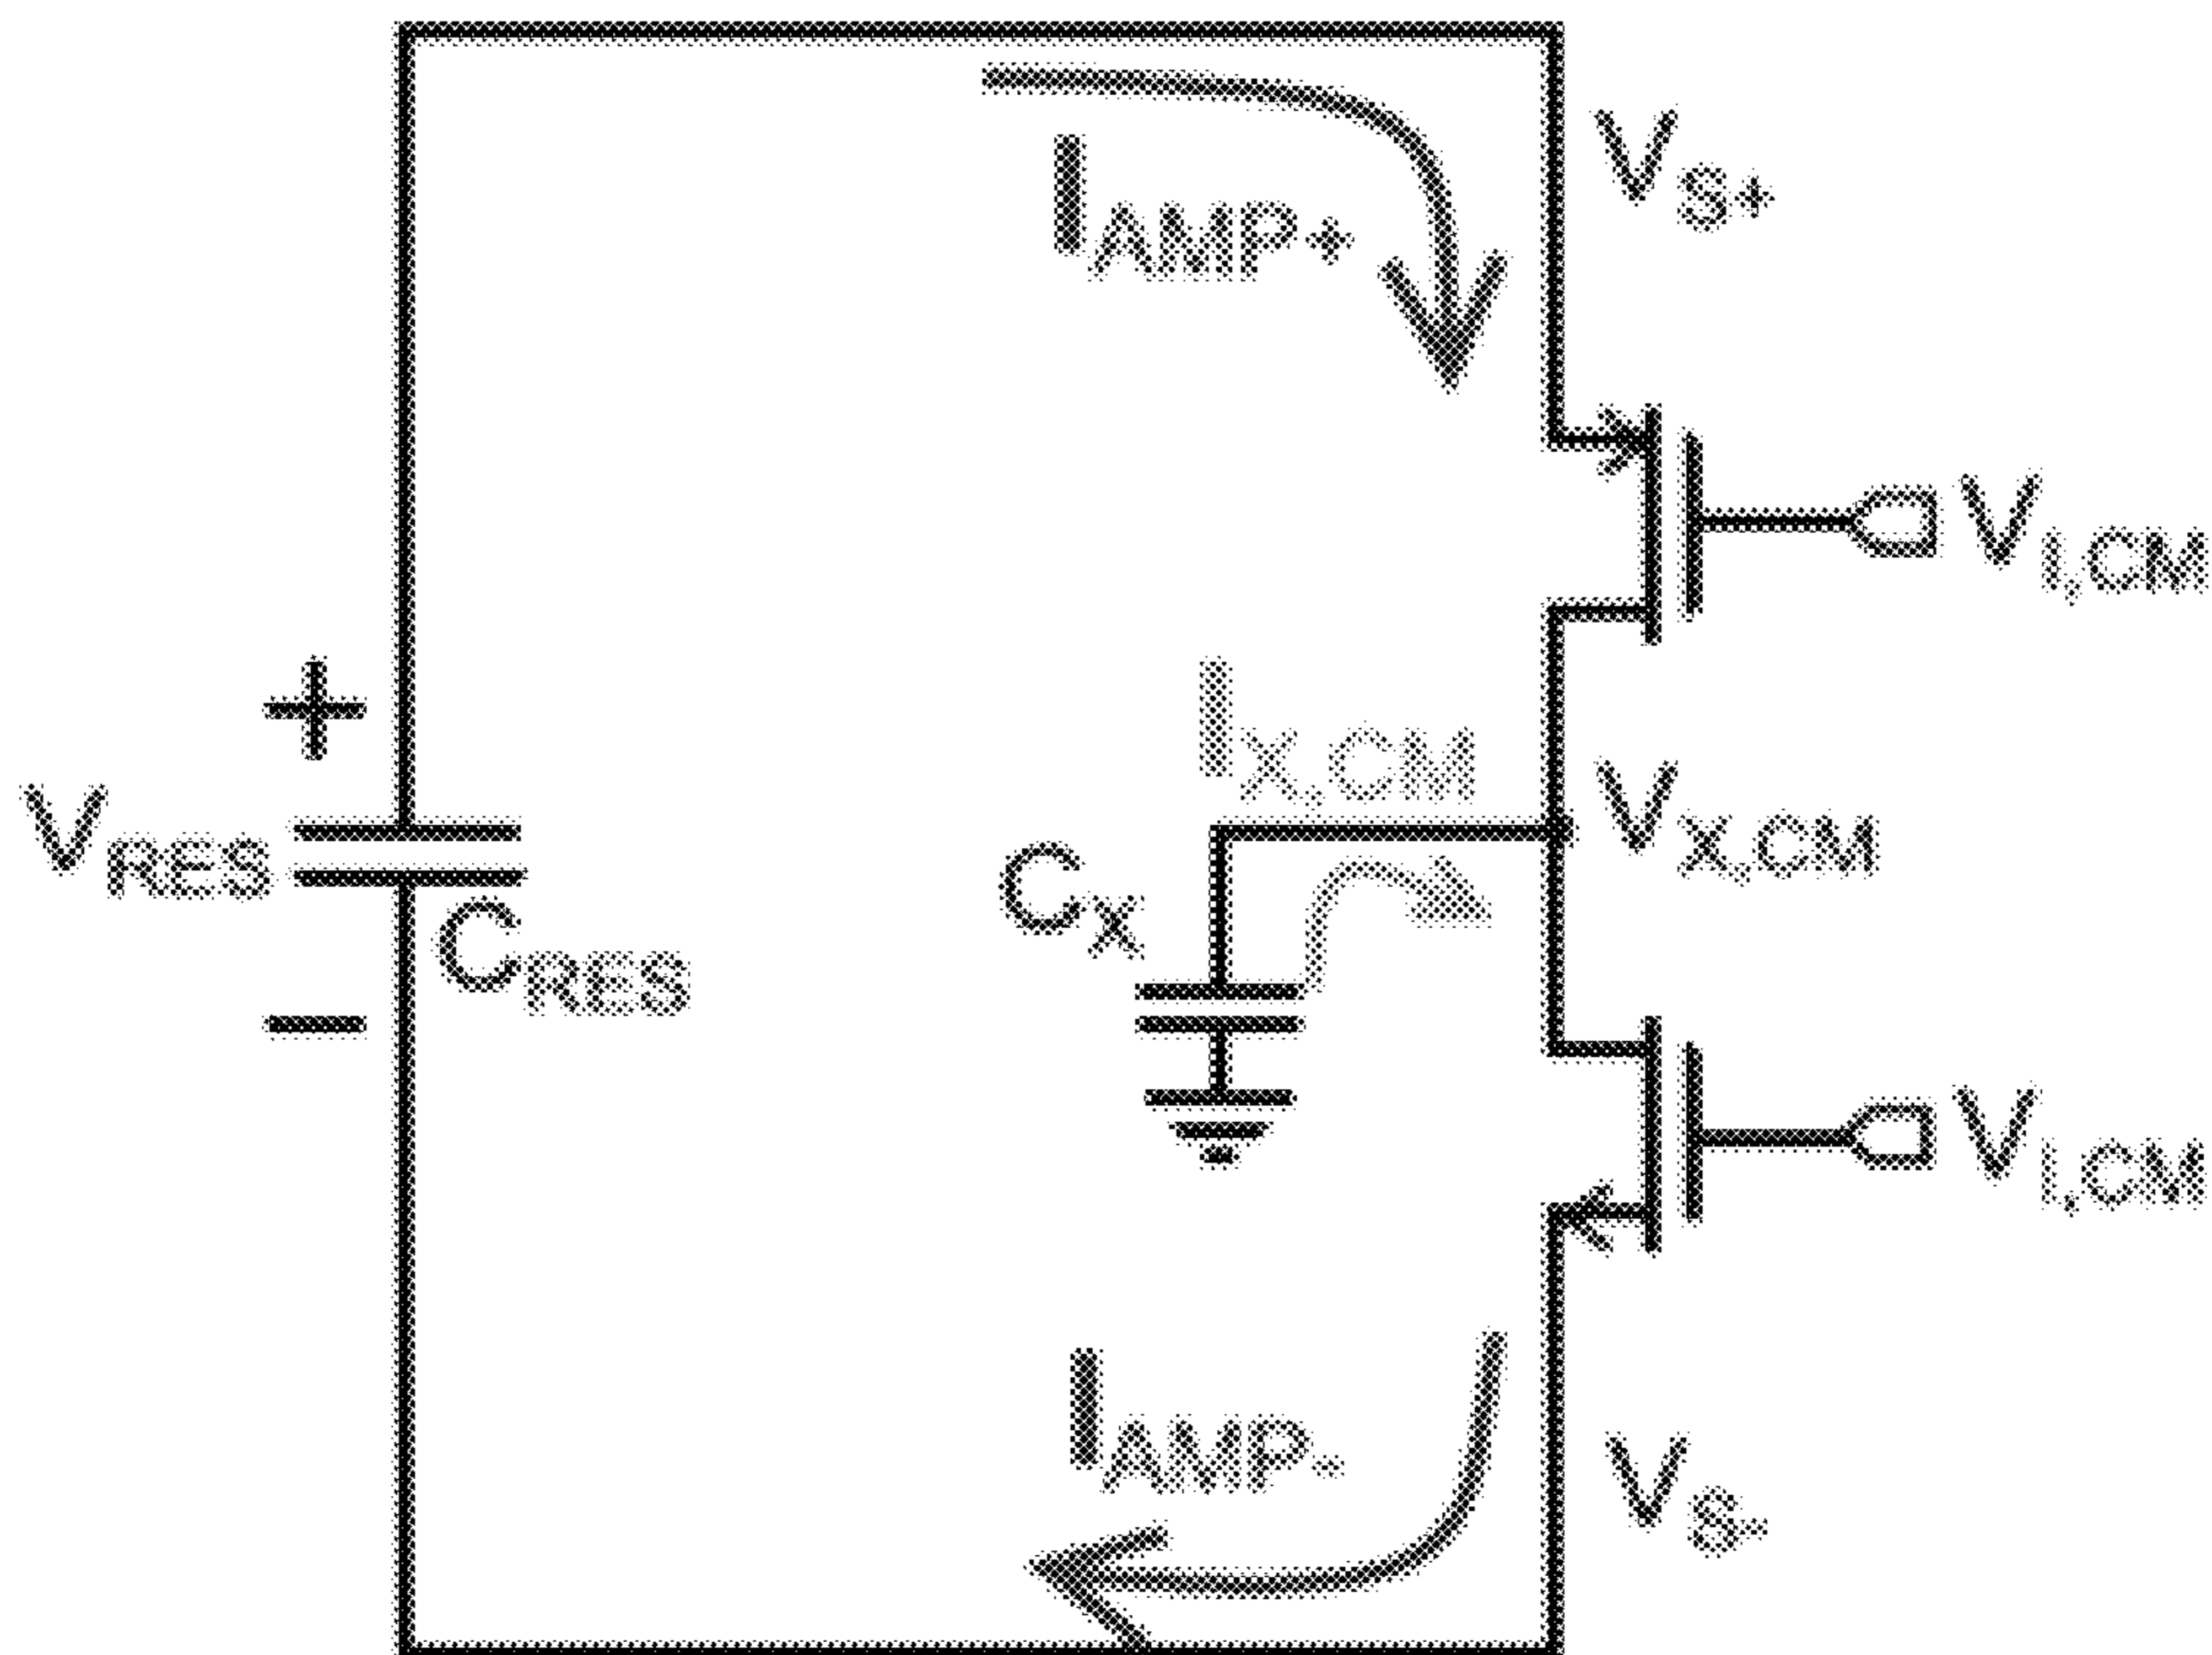 V_S+
I_AMP+
V_I,CM
I_X,CM
V_X,CM
+
V_RES
C_X
C_RES
−
V_I,CM
I_AMP-
V_S-